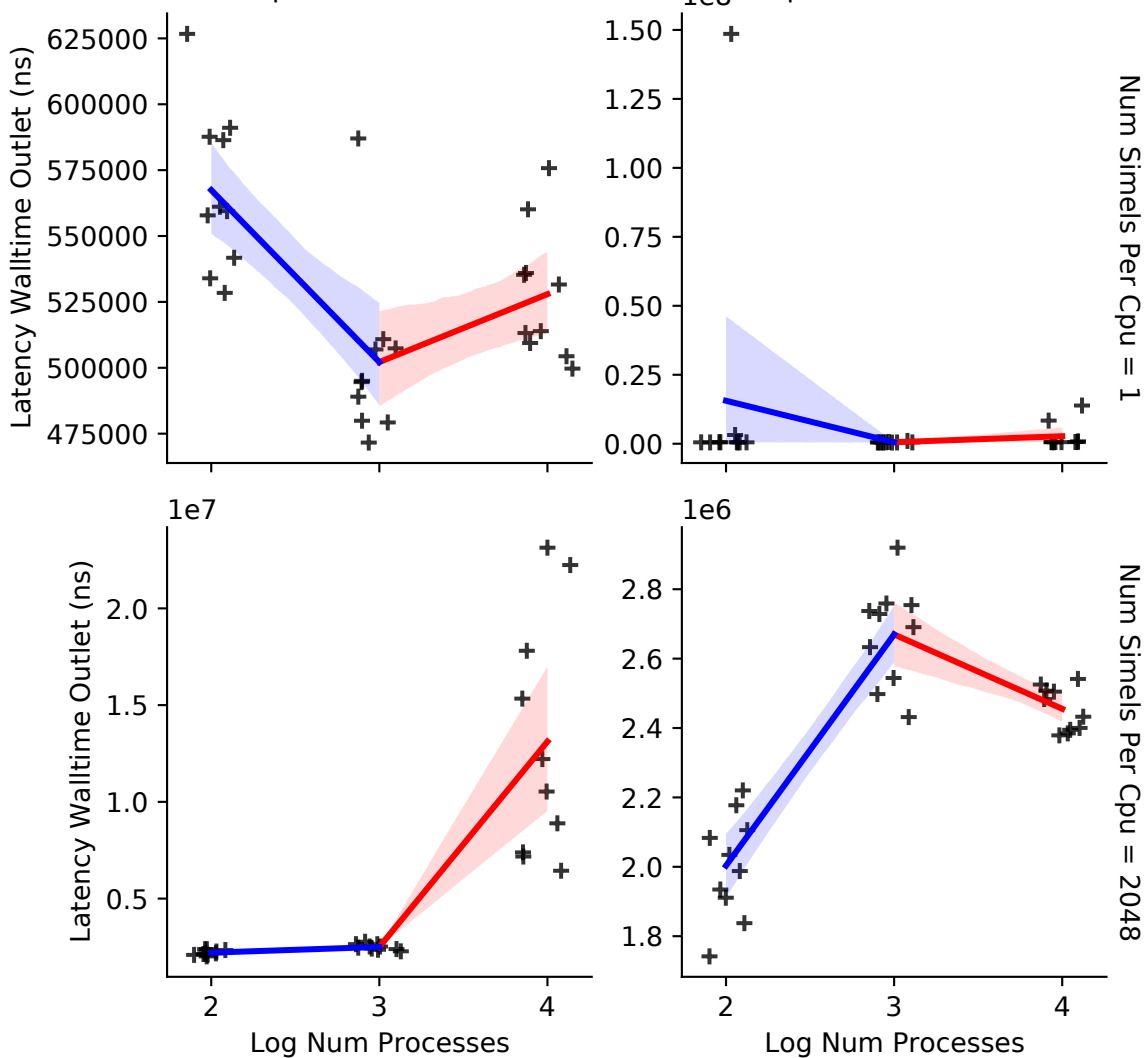 1e8
625000
600000
575000
550000
525000
500000
475000
Latency Walltime Outlet (ns)
1.50
1.25
1.00
0.75
0.50
0.25
0.00
Num Simels Per Cpu = 1
1e7
2.0
1.5
1.0
0.5
Latency Walltime Outlet (ns)
2 3 4
Log Num Processes
1e6
2.8
2.6
2.4
2.2
2.0
1.8
2 3 4
Log Num Processes
Num Simels Per Cpu = 2048